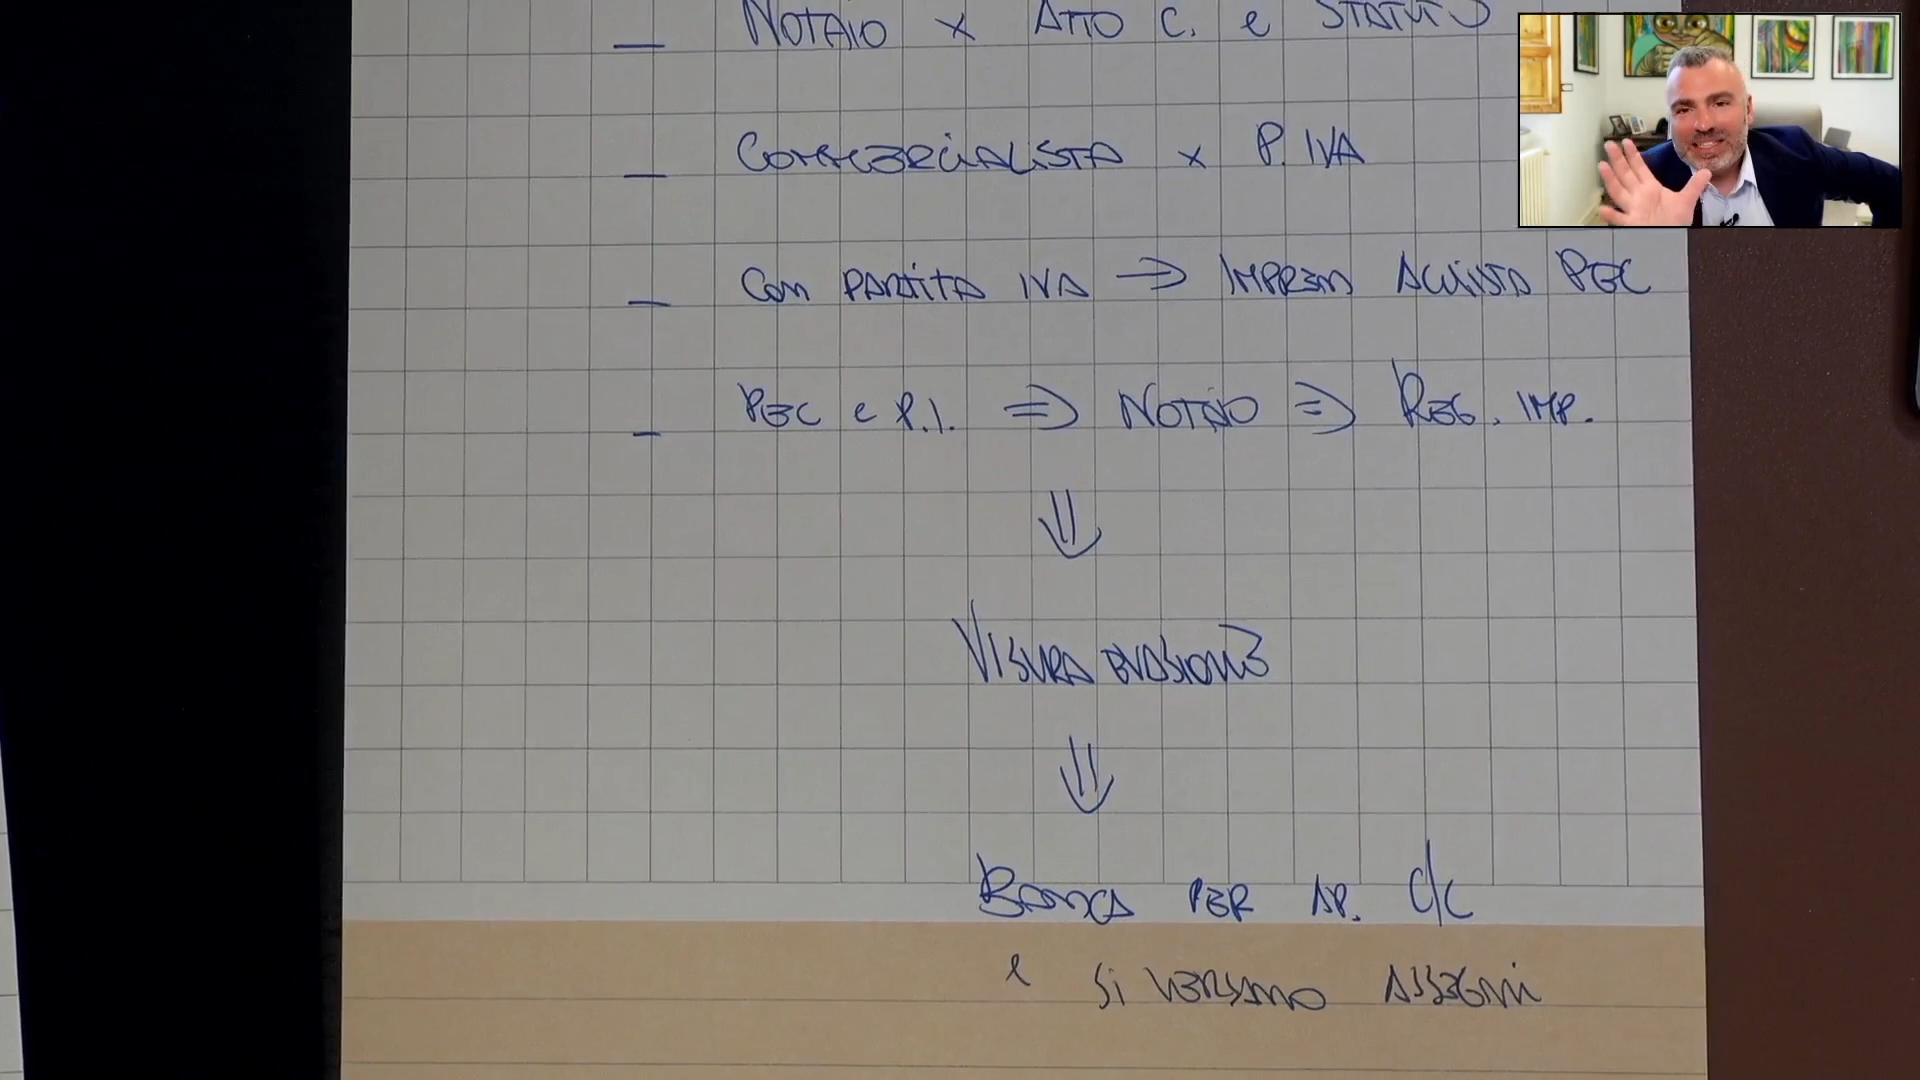 — NOTAIO x ATTO C. e STATUTO
— COMMERCIALISTA x P. IVA
— CON PARTITA IVA => IMPRESA ACQUISTA PEC
— PEC e P.I. => NOTAIO => REG. IMP.
VISURA EVASIONE
BANCA PER AP. C/C
e SI VERSANO ASSEGNI